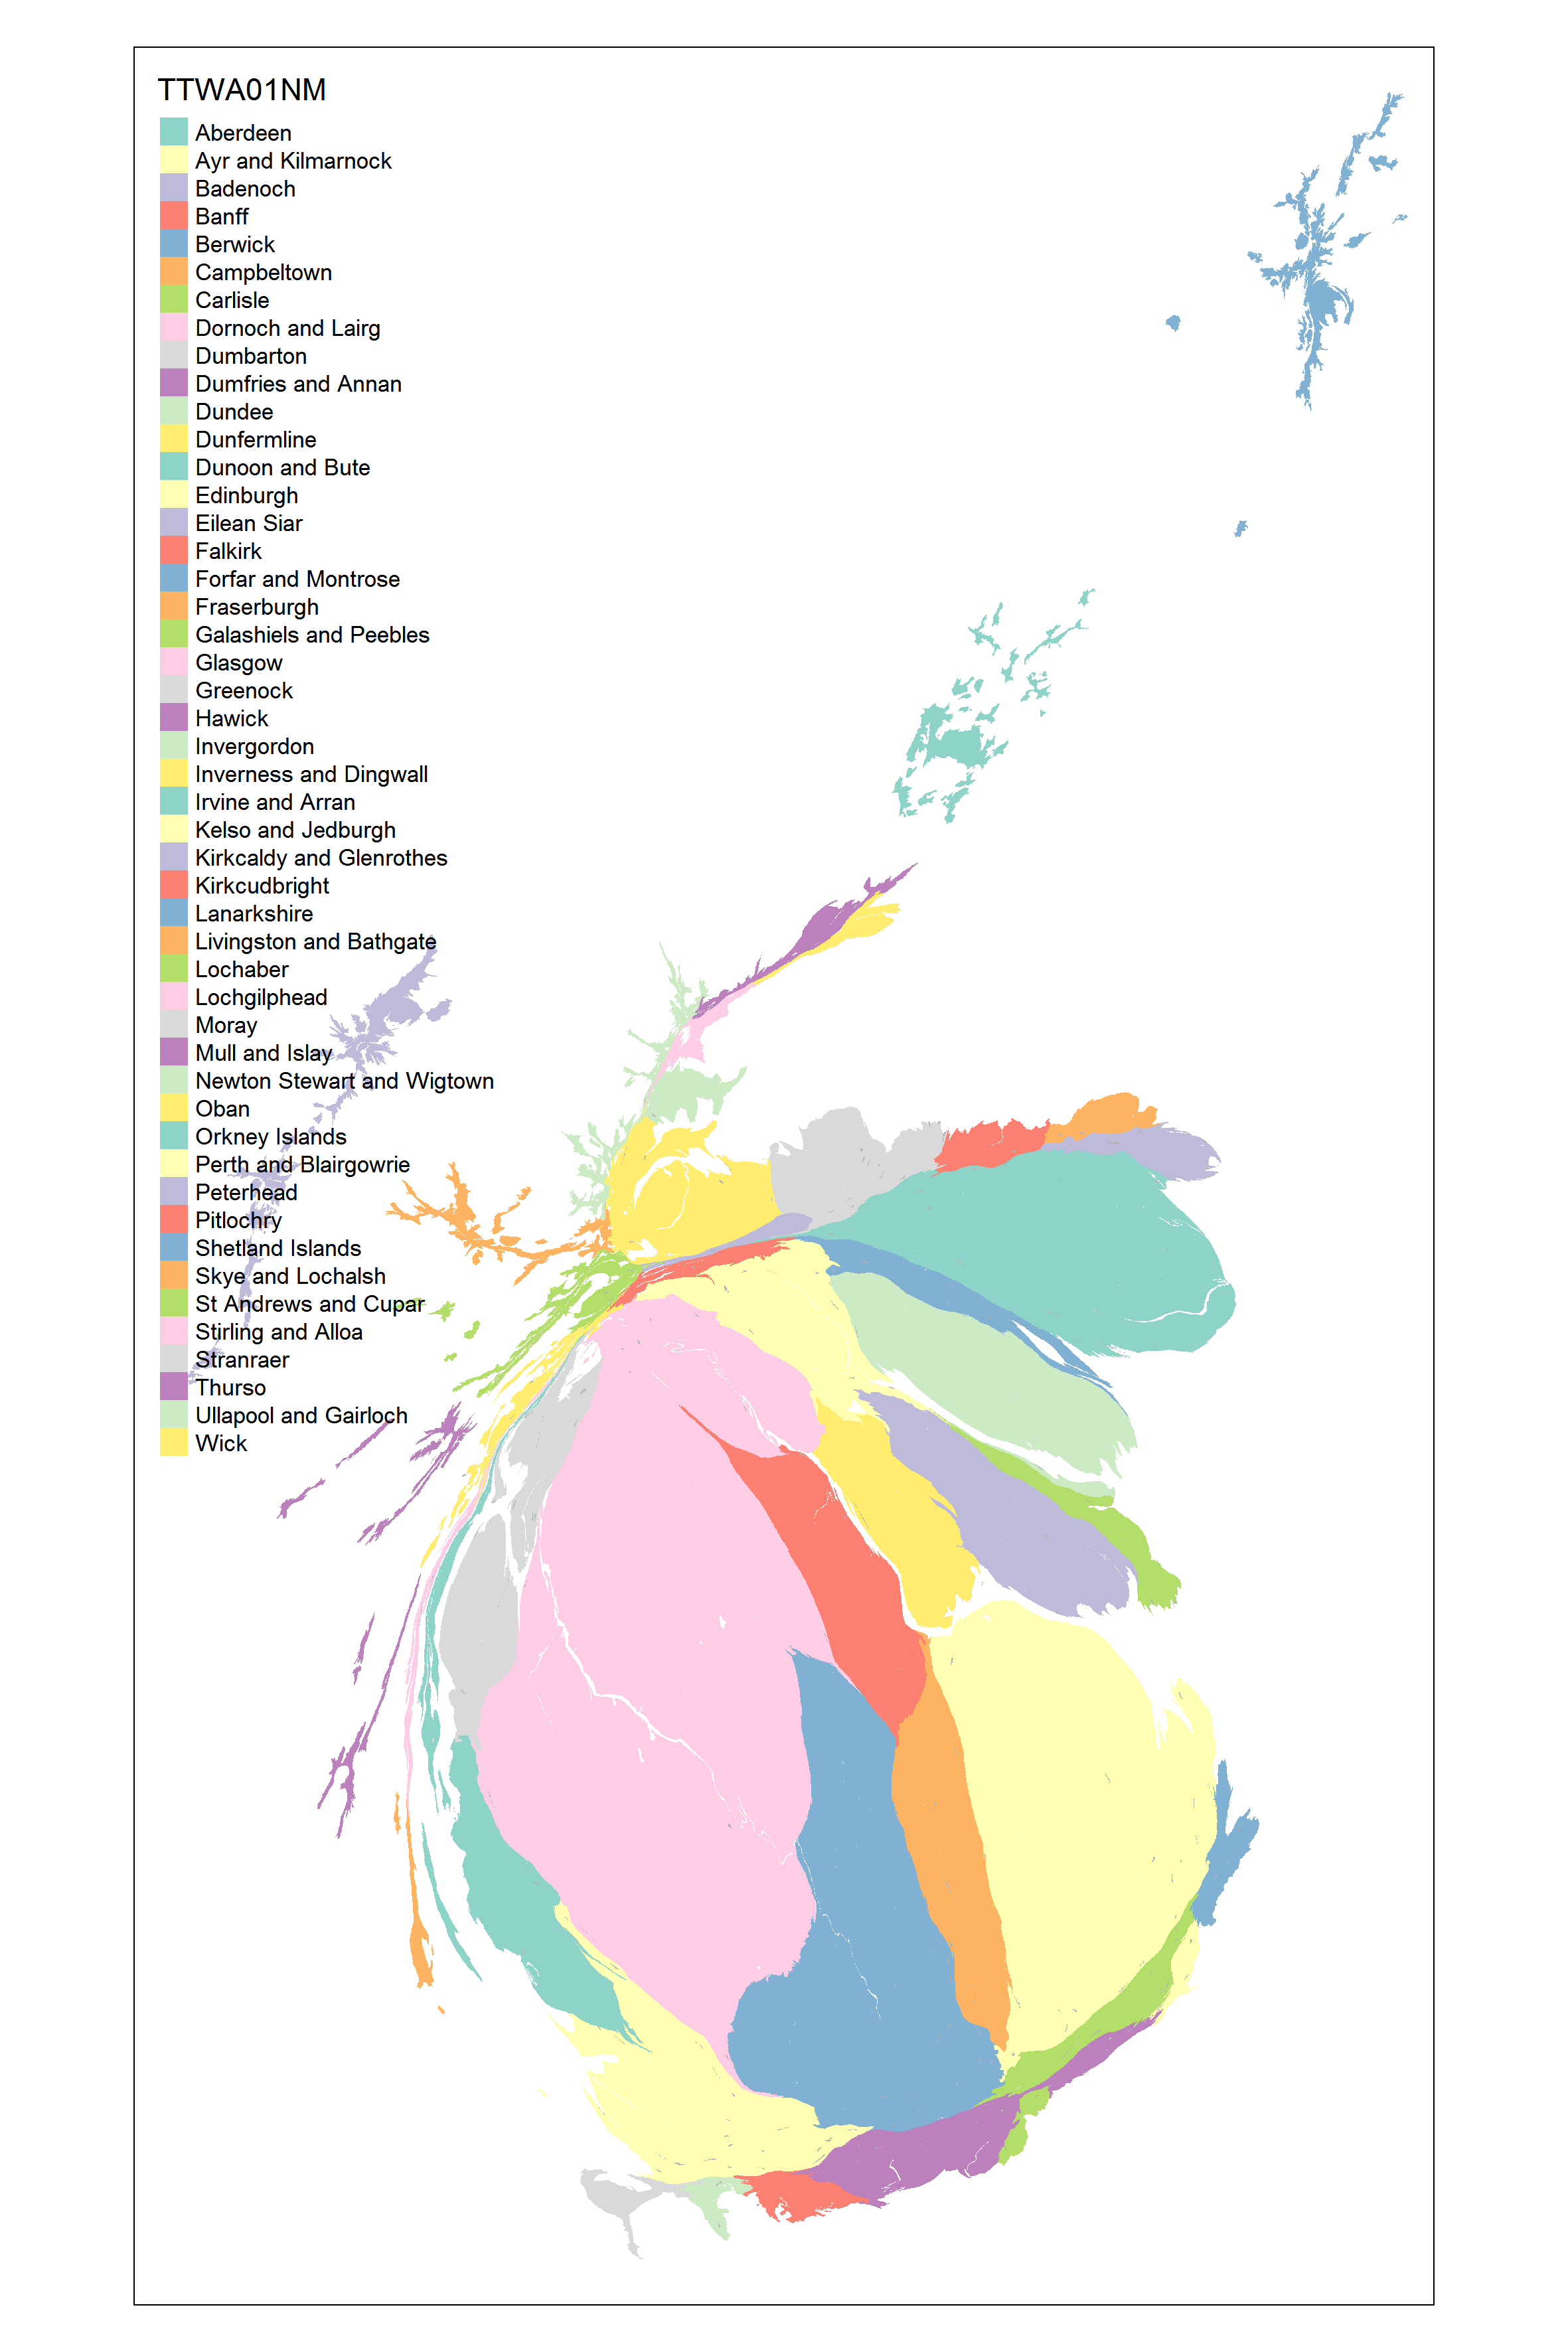 TTWA01NM
Aberdeen
Ayr and Kilmarnock
Badenoch
Banff
Berwick
Campbeltown
Carlisle
Dornoch and Lairg
Dumbarton
Dumfries and Annan
Dundee
Dunfermline
Dunoon and Bute
Edinburgh
Eilean Siar
Falkirk
Forfar and Montrose
Fraserburgh
Galashiels and Peebles
Glasgow
Greenock
Hawick
Invergordon
Inverness and Dingwall
Irvine and Arran
Kelso and Jedburgh
Kirkcaldy and Glenrothes
Kirkcudbright
Lanarkshire
Livingston and Bathgate
Lochaber
Lochgilphead
Moray
Mull and Islay
Newton Stewart and Wigtown
Oban
Orkney Islands
Perth and Blairgowrie
Peterhead
Pitlochry
Shetland Islands
Skye and Lochalsh
St Andrews and Cupar
Stirling and Alloa
Stranraer
Thurso
Ullapool and Gairloch
Wick